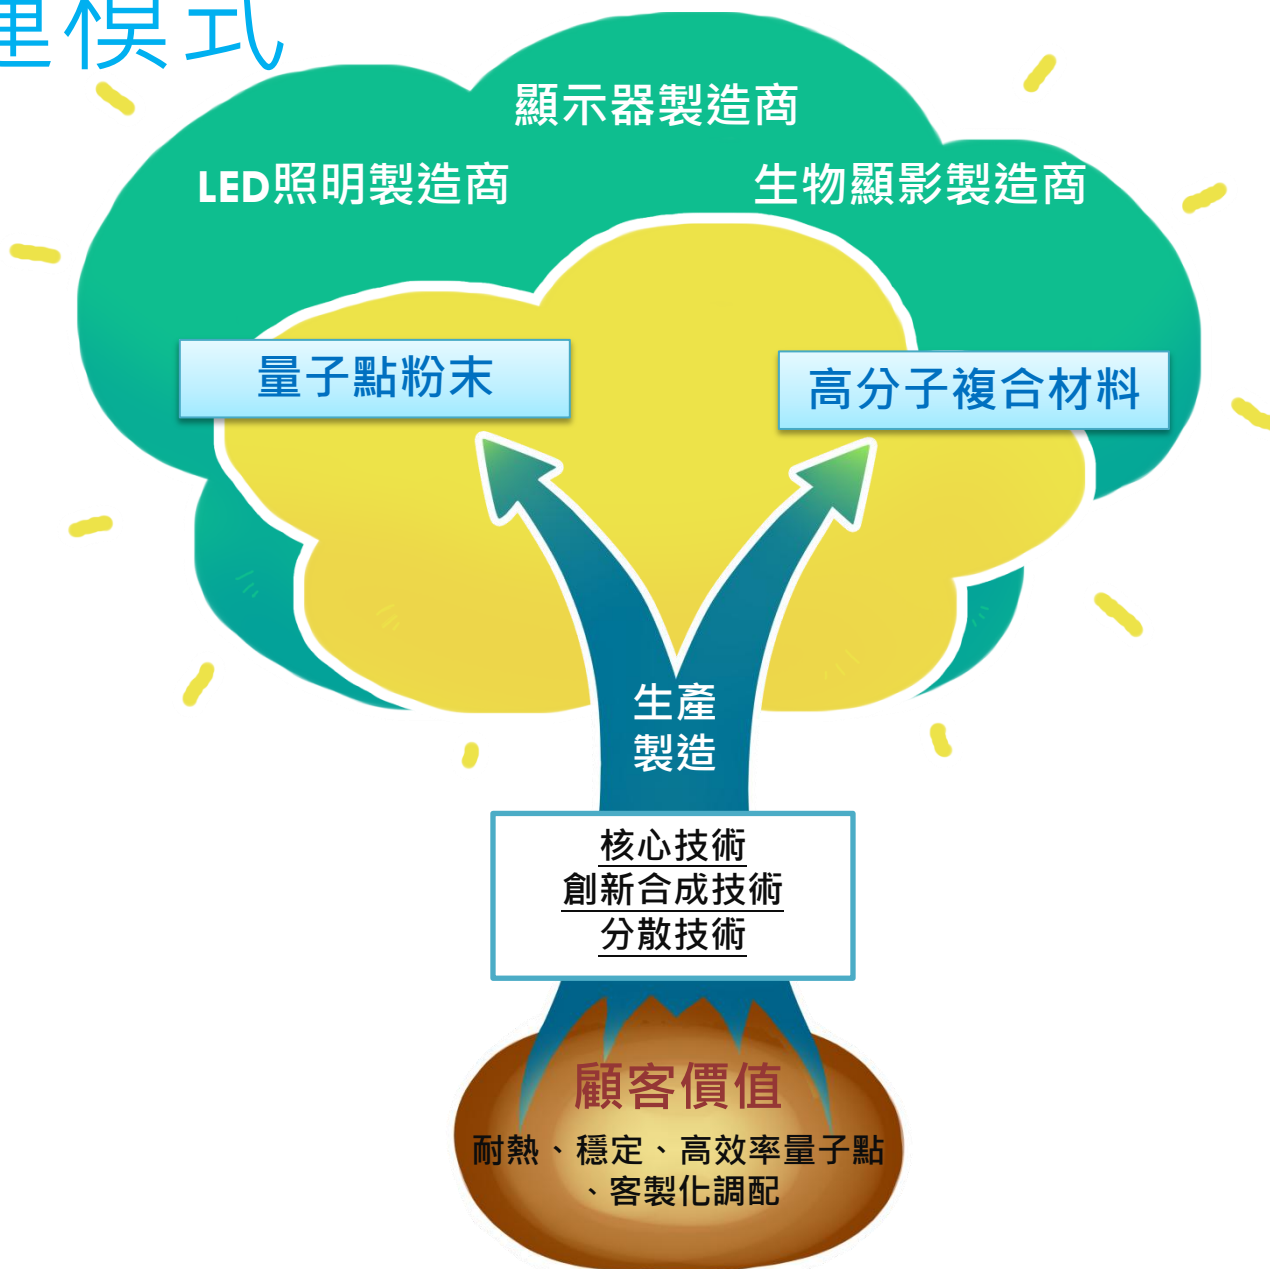 運模式
顯示器製造商
LED照明製造商
生物顯影製造商
量子點粉末
高分子複合材料
生產
製造
核心技術
創新合成技術
分散技術
顧客價值
耐熱、穩定、高效率量子點
、客製化調配